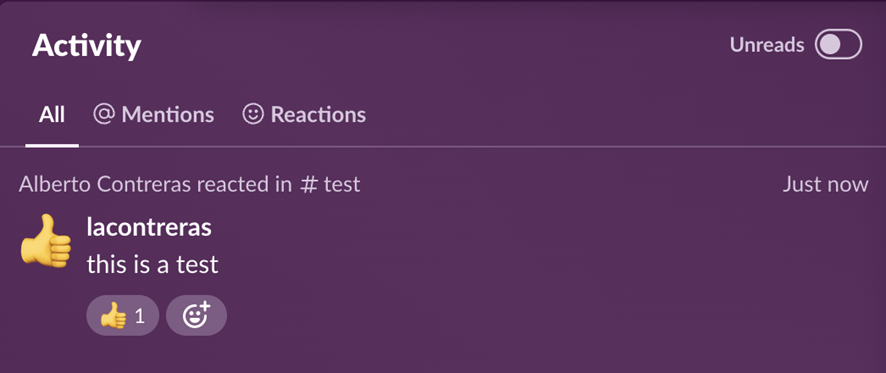 Activity
Unreads
All @ Mentions Reactions
Alberto Contreras reacted in # test Just now
lacontreras
this is a test
1